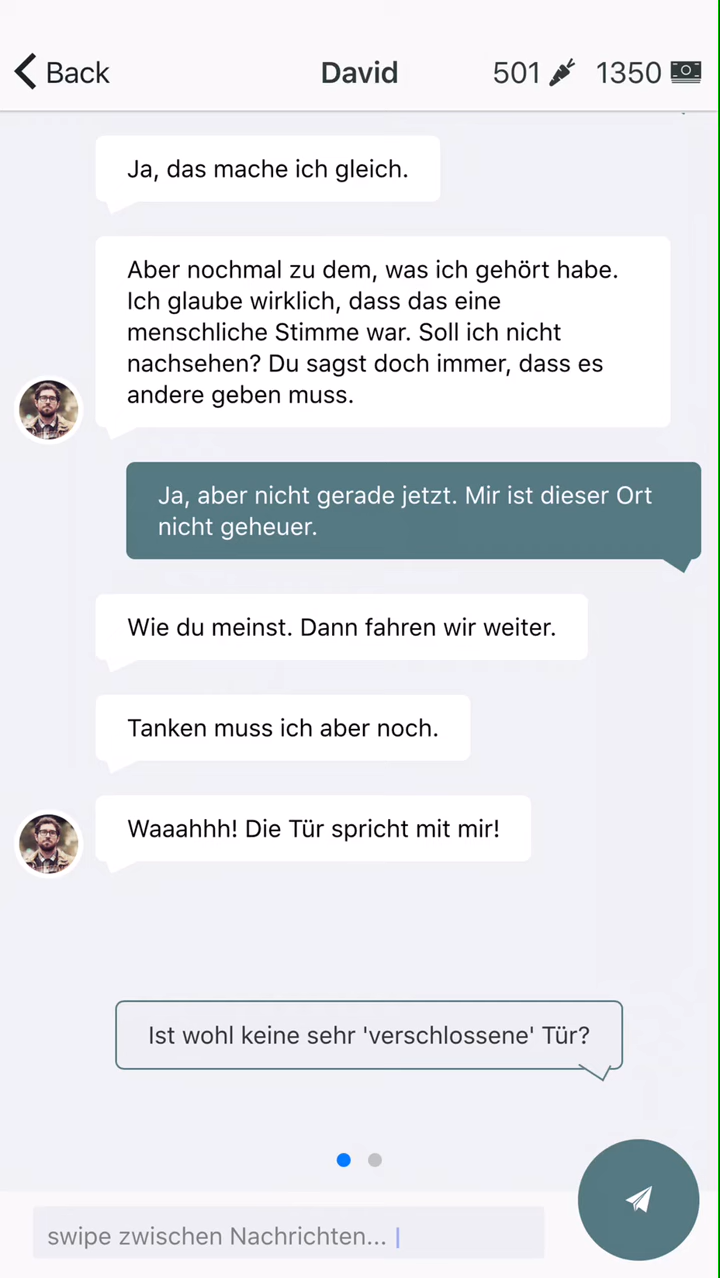 Back David 501 1350
Ja, das mache ich gleich.
Aber nochmal zu dem, was ich gehört habe.
Ich glaube wirklich, dass das eine
menschliche Stimme war. Soll ich nicht
nachsehen? Du sagst doch immer, dass es
andere geben muss.
Ja, aber nicht gerade jetzt. Mir ist dieser Ort
nicht geheuer.
Wie du meinst. Dann fahren wir weiter.
Tanken muss ich aber noch.
Waaahhh! Die Tür spricht mit mir!
Ist wohl keine sehr 'verschlossene' Tür?
swipe zwischen Nachrichten...